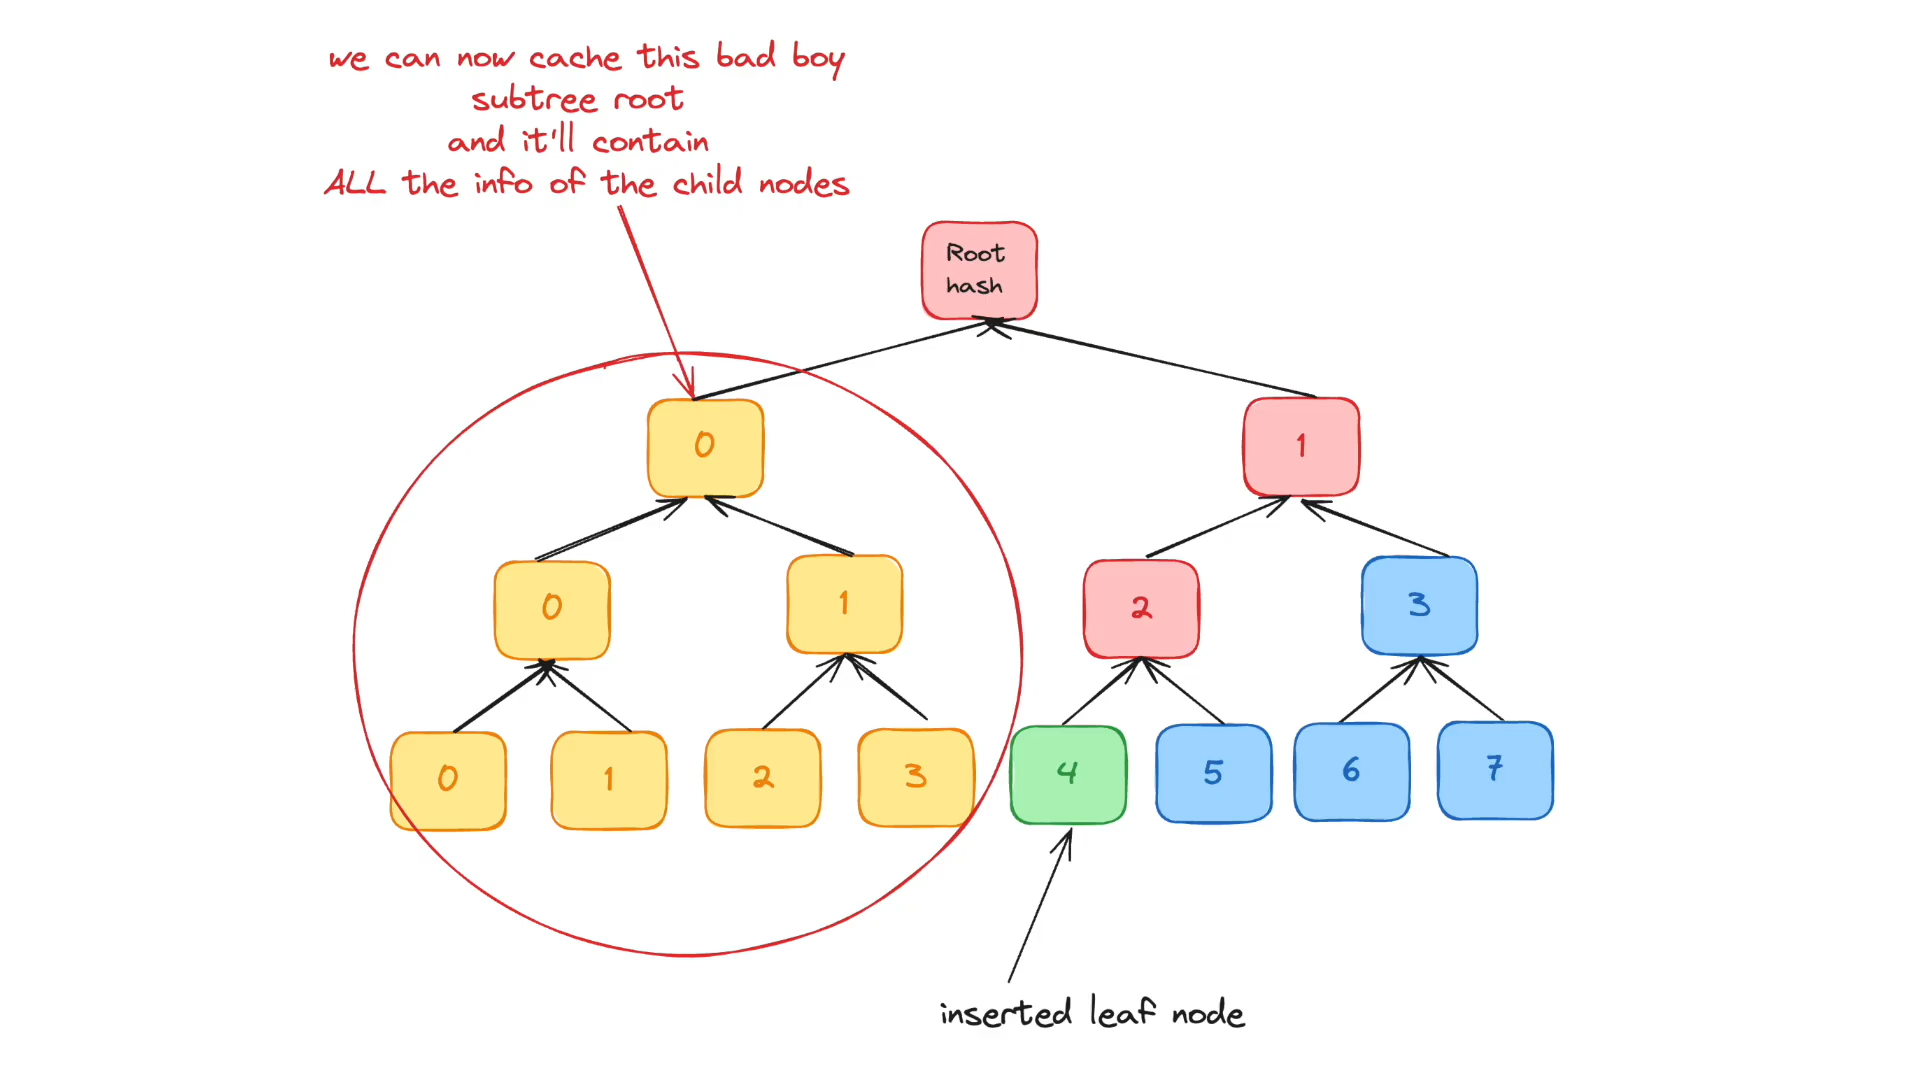 we can now cache this bad boy
subtree root
and it'll contain
ALL the info of the child nodes
Root
hash
0
1
0
1
2
3
0
1
2
3
4
5
6
7
inserted leaf node